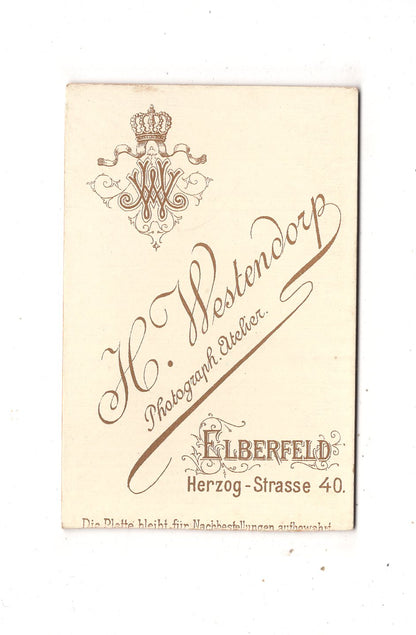 H. Westendorp
Photograph. Atelier.
ELBERFELD
Herzog-Strasse 40.
Die Platte bleibt für Nachbestellungen aufbewahrt